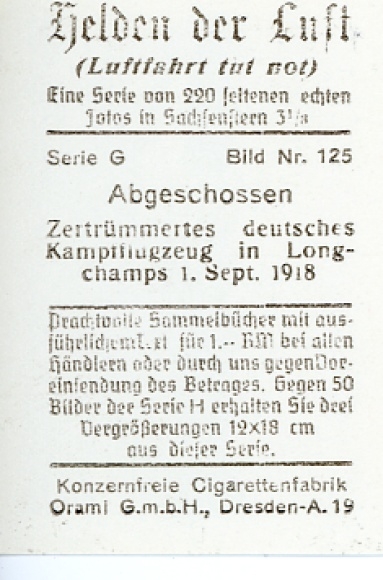 Helden der Luft
(Luftfahrt tut not)
Eine Serie von 220 seltenen echten
Fotos in Sachsenstern 3¹/₃
Serie G Bild Nr. 125
Abgeschossen
Zertrümmertes deutsches
Kampfflugzeug in Long-
champs 1. Sept. 1918
Prachtvolle Sammelbücher mit aus-
führlichem Text für 1.-- RM bei allen
Händlern oder durch uns gegen Vor-
einsendung des Betrages. Gegen 50
Bilder der Serie H erhalten Sie drei
Vergrößerungen 12x18 cm
aus dieser Serie.
Konzernfreie Cigarettenfabrik
Orami G.m.b.H., Dresden-A. 19